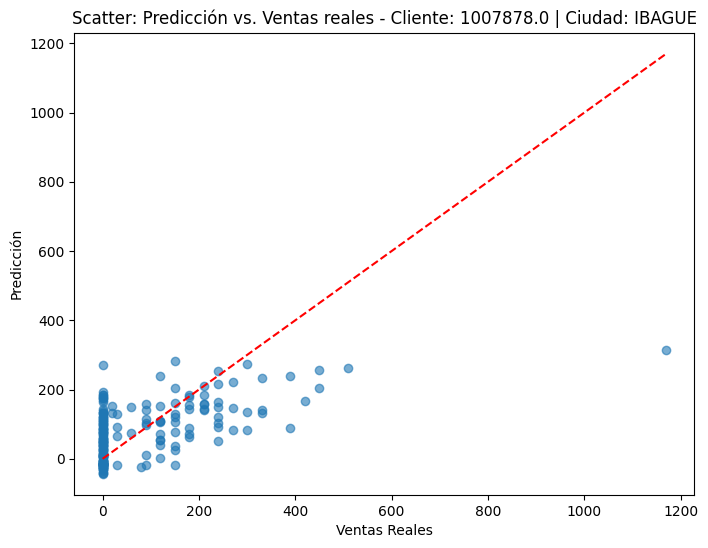 Scatter: Predicción vs. Ventas reales - Cliente: 1007878.0 | Ciudad: IBAGUE
1200
1000
800
600
400
200
0
Predicción
0 200 400 600 800 1000 1200
Ventas Reales